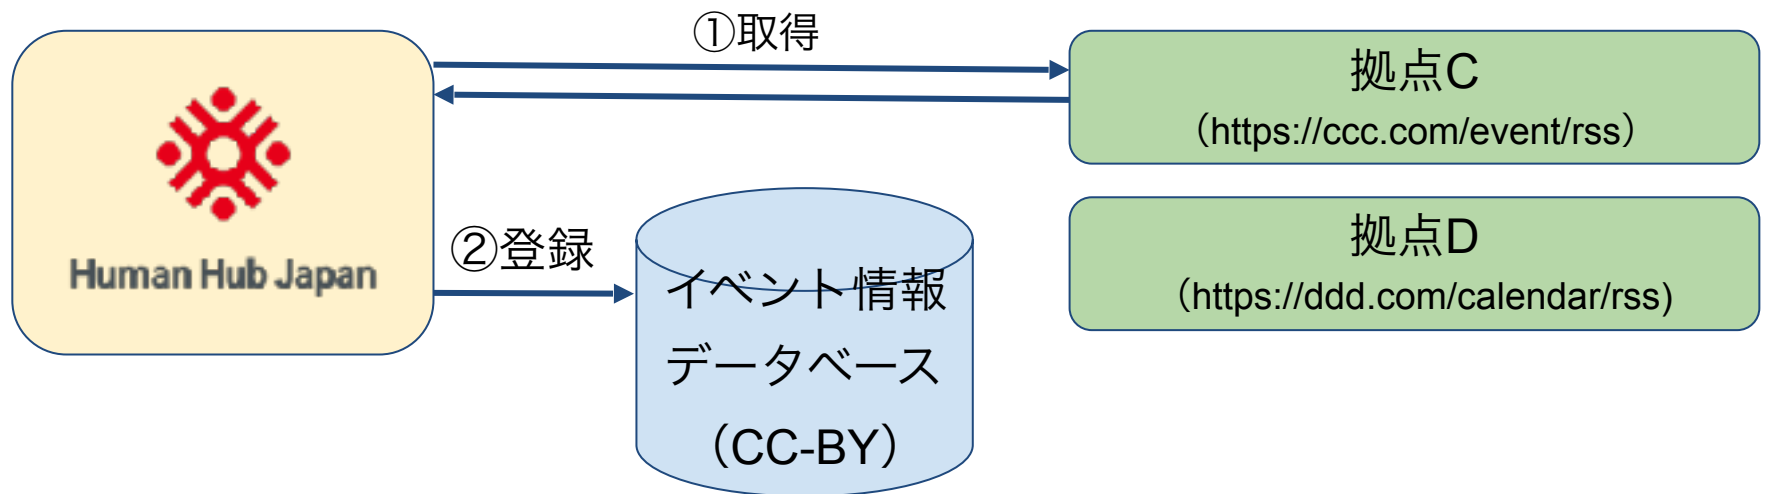 ①取得
拠点C
（https://ccc.com/event/rss）
Human Hub Japan
②登録
イベント情報
データベース
（CC-BY）
拠点D
（https://ddd.com/calendar/rss)